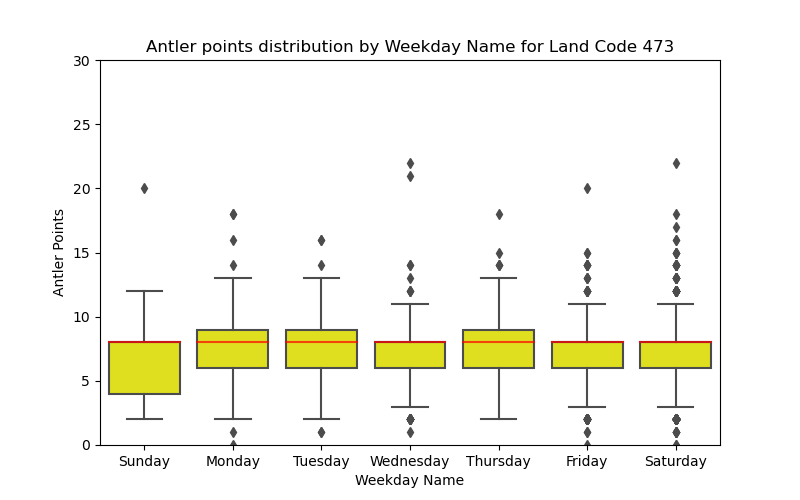 Antler points distribution by Weekday Name for Land Code 473
30
25
20
15
10
5
0
Antler Points
Sunday Monday Tuesday Wednesday Thursday Friday Saturday
Weekday Name